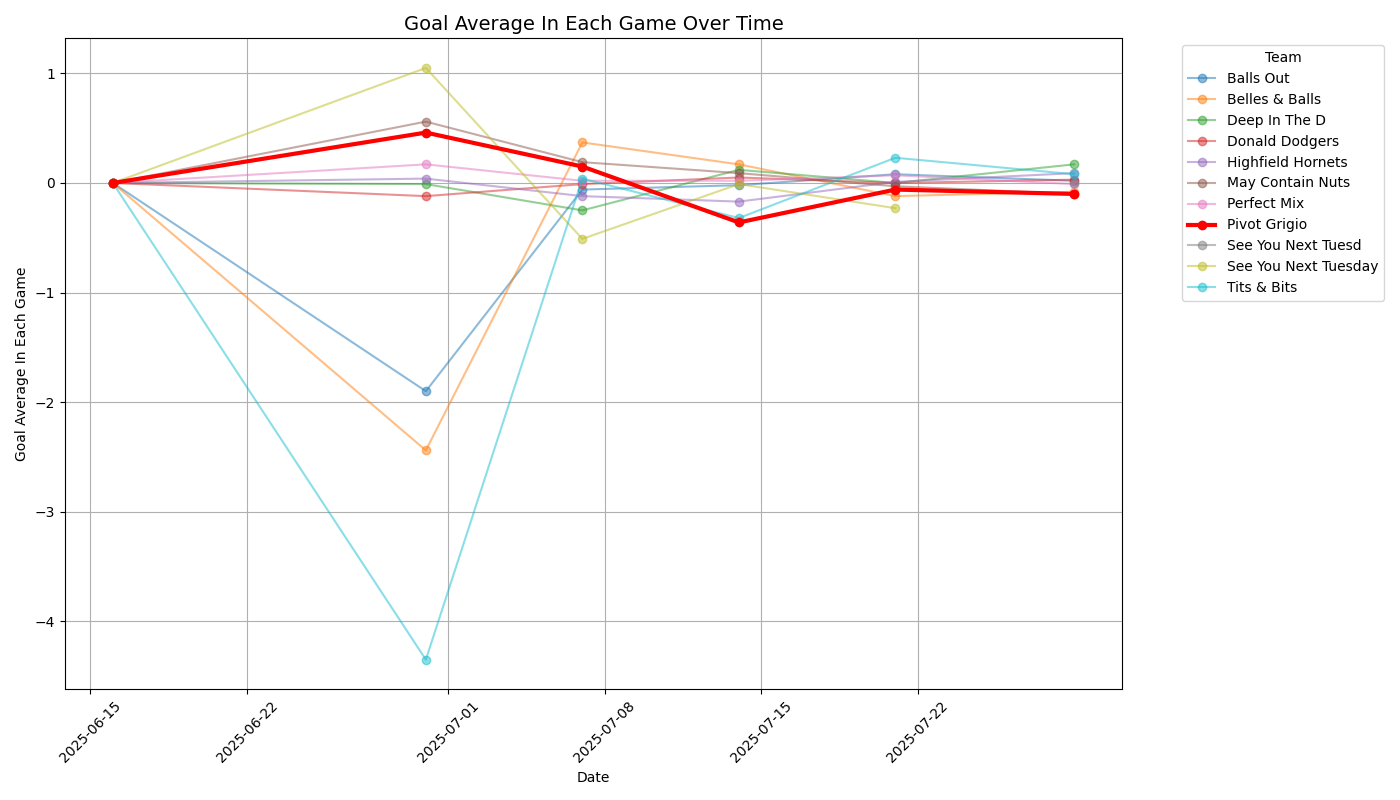 Goal Average In Each Game Over Time
Goal Average In Each Game
1
0
−1
−2
−3
−4
2025-06-15
2025-06-22
2025-07-01
2025-07-08
2025-07-15
2025-07-22
Date
Team
Balls Out
Belles & Balls
Deep In The D
Donald Dodgers
Highfield Hornets
May Contain Nuts
Perfect Mix
Pivot Grigio
See You Next Tuesd
See You Next Tuesday
Tits & Bits